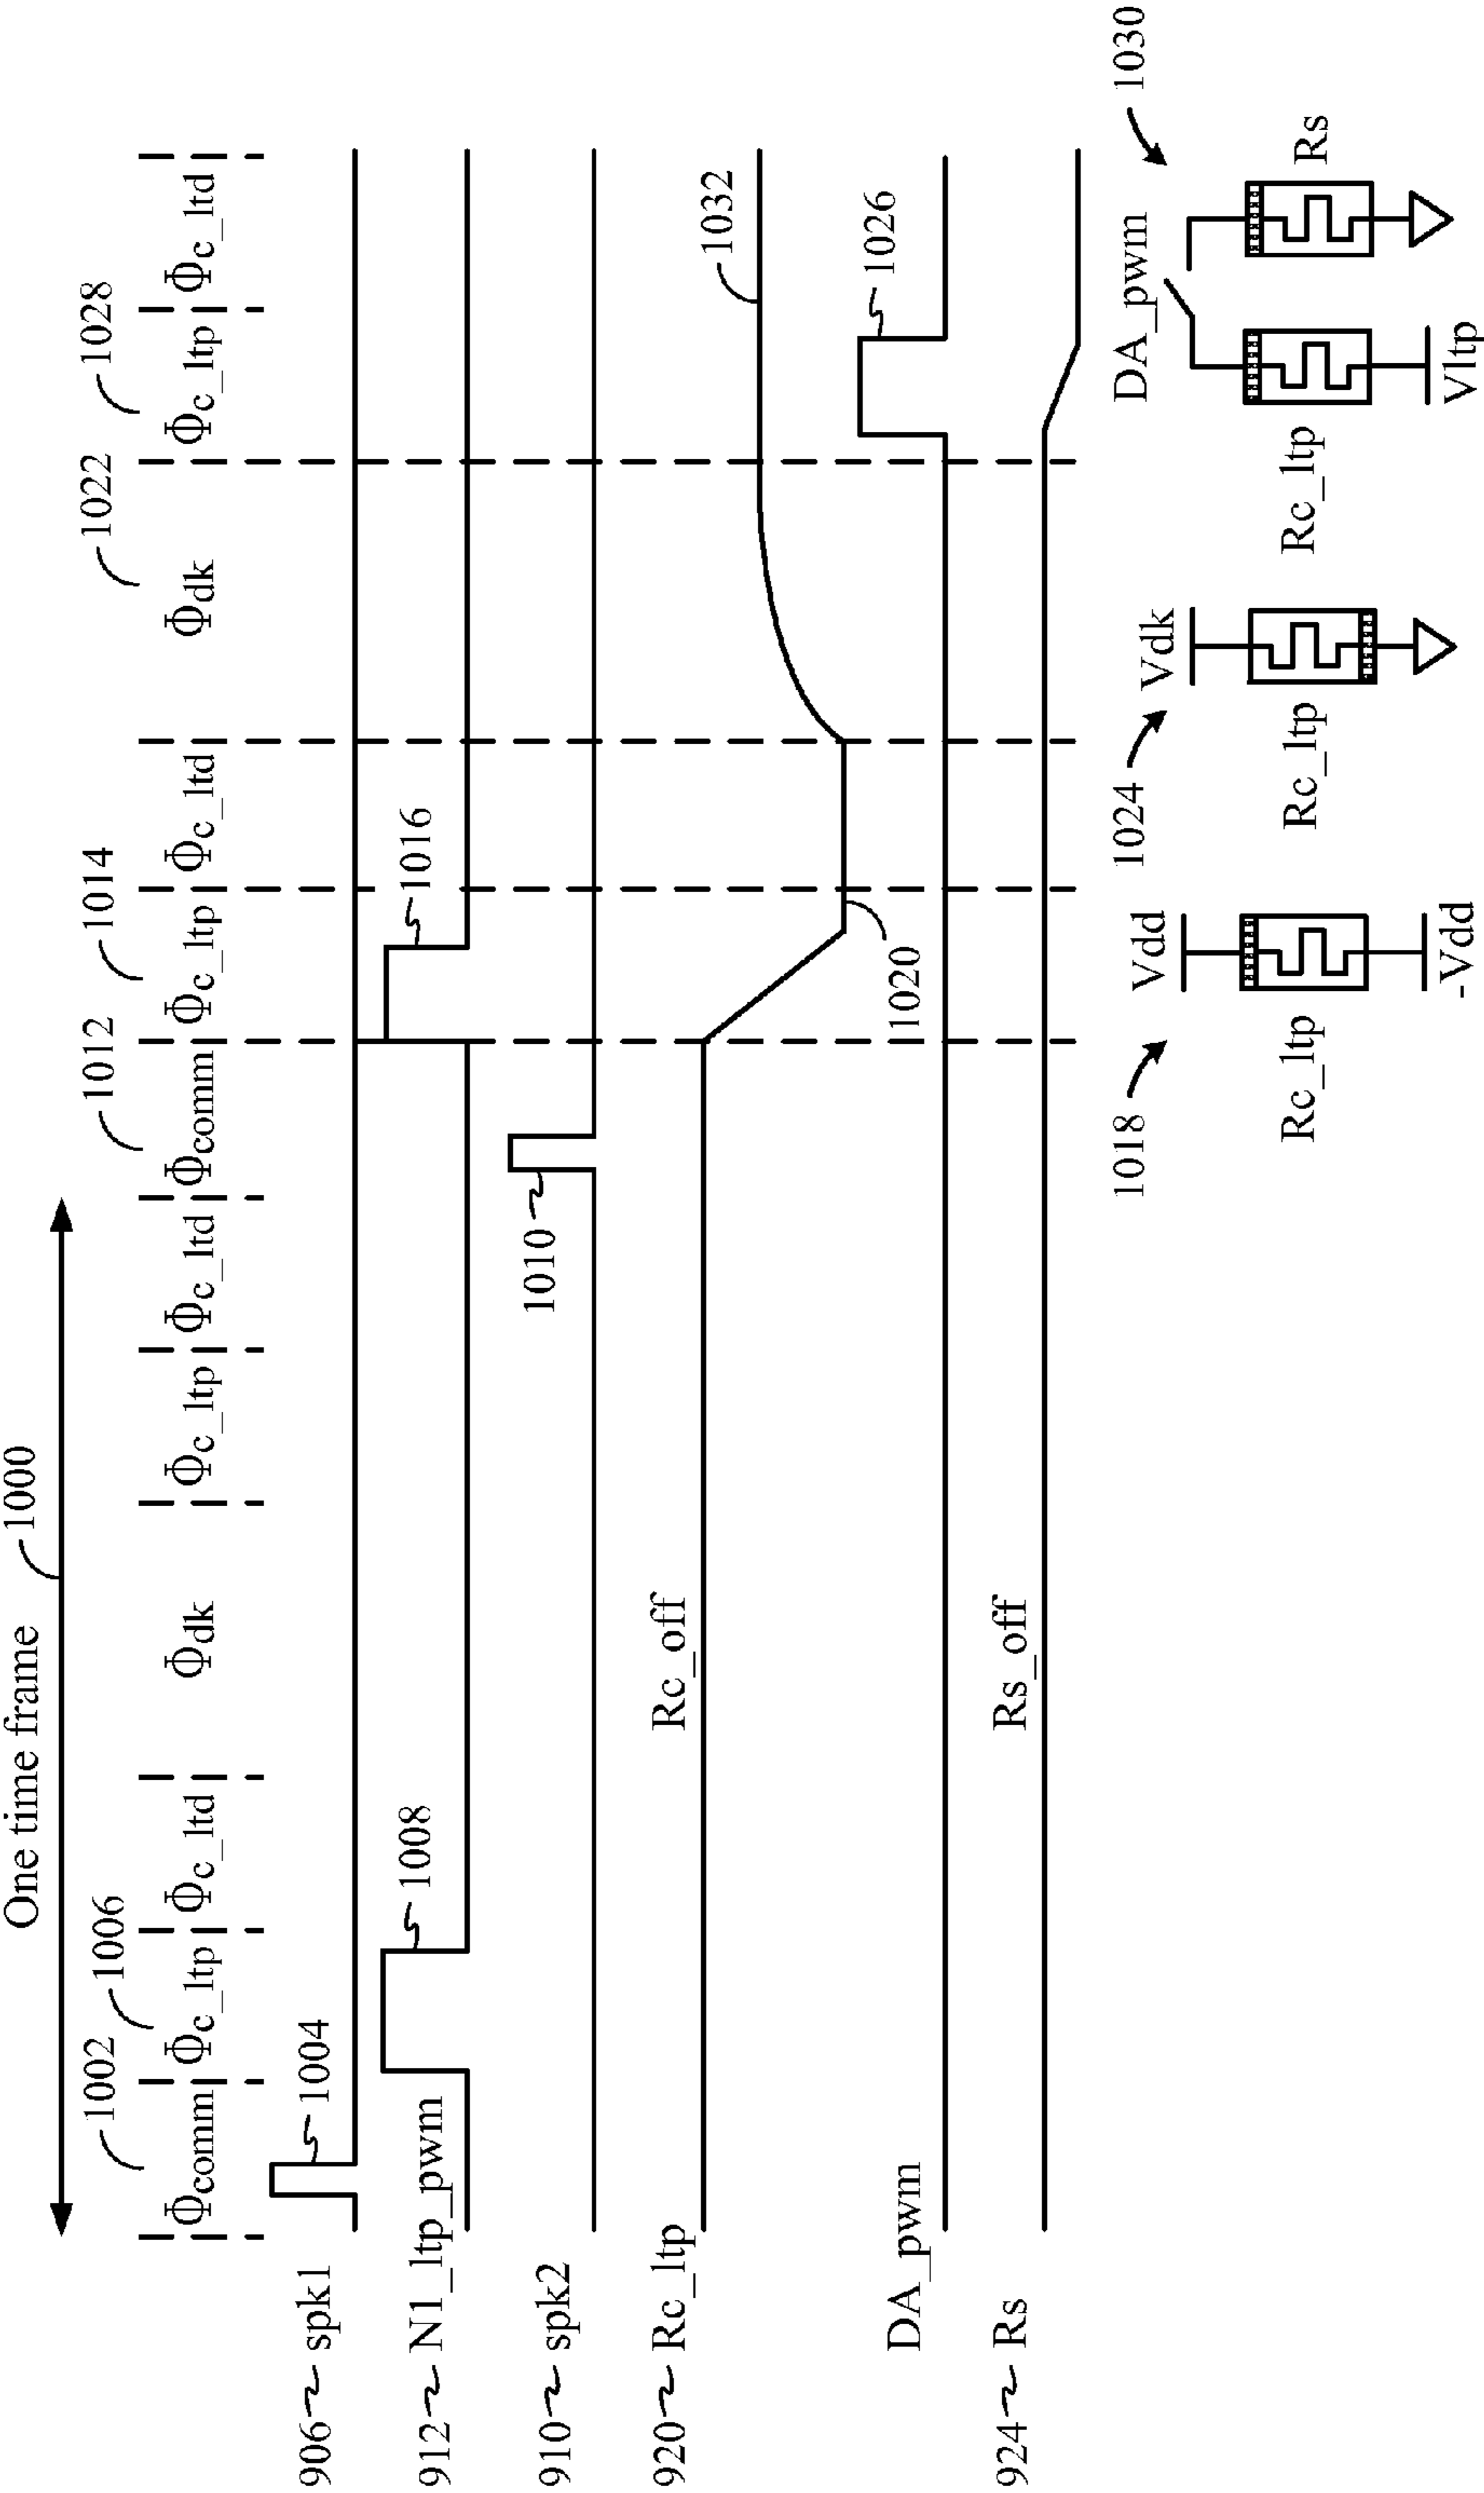 One time frame
1000
1002
1006
1012
1014
1022
1028
Φcomm
Φc_ltp
Φc_ltd
Φdk
Φc_ltp
Φc_ltd
Φcomm
Φc_ltp
Φc_ltd
Φdk
Φc_ltp
Φc_ltd
906
spk1
1004
912
N1_ltp_pwm
1008
1016
910
spk2
1010
920
Rc_ltp
Rc_off
1020
1032
DA_pwm
1026
924
Rs
Rs_off
1018
Vdd
Rc_ltp
-Vdd
1024
Vdk
Rc_ltp
1030
DA_pwm
Rc_ltp
Rs
Vltp